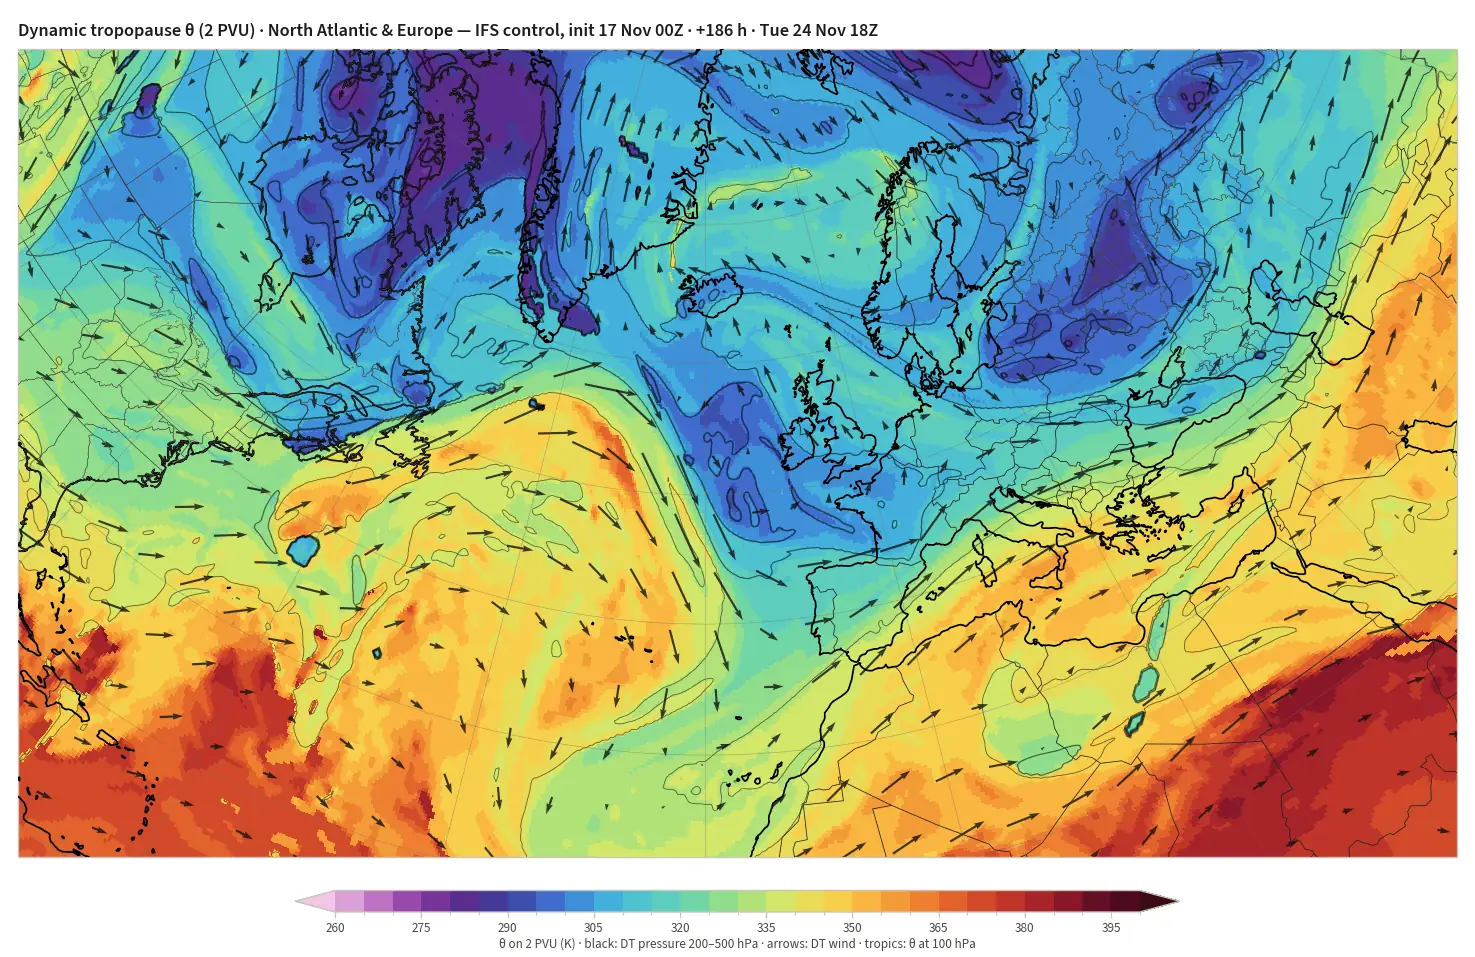 Dynamic tropopause θ (2 PVU) · North Atlantic & Europe — IFS control, init 17 Nov 00Z · +186 h · Tue 24 Nov 18Z
260 275 290 305 320 335 350 365 380 395
θ on 2 PVU (K) · black: DT pressure 200–500 hPa · arrows: DT wind · tropics: θ at 100 hPa